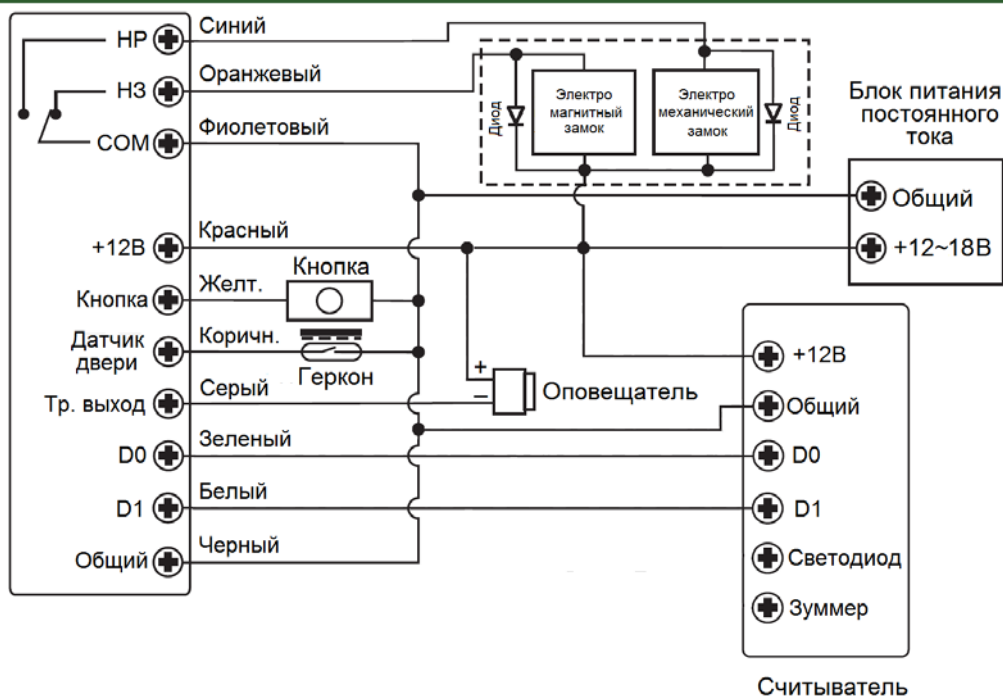 НР
Синий
НЗ
Оранжевый
COM
Фиолетовый
+12В
Красный
Кнопка
Желт.
Кнопка
Датчик
двери
Коричн.
Геркон
Тр. выход
Серый
+
−
Оповещатель
D0
Зеленый
D1
Белый
Общий
Черный
Диод
Электро
магнитный
замок
Электро
механический
замок
Диод
Блок питания
постоянного
тока
Общий
+12~18В
+12В
Общий
D0
D1
Светодиод
Зуммер
Считыватель